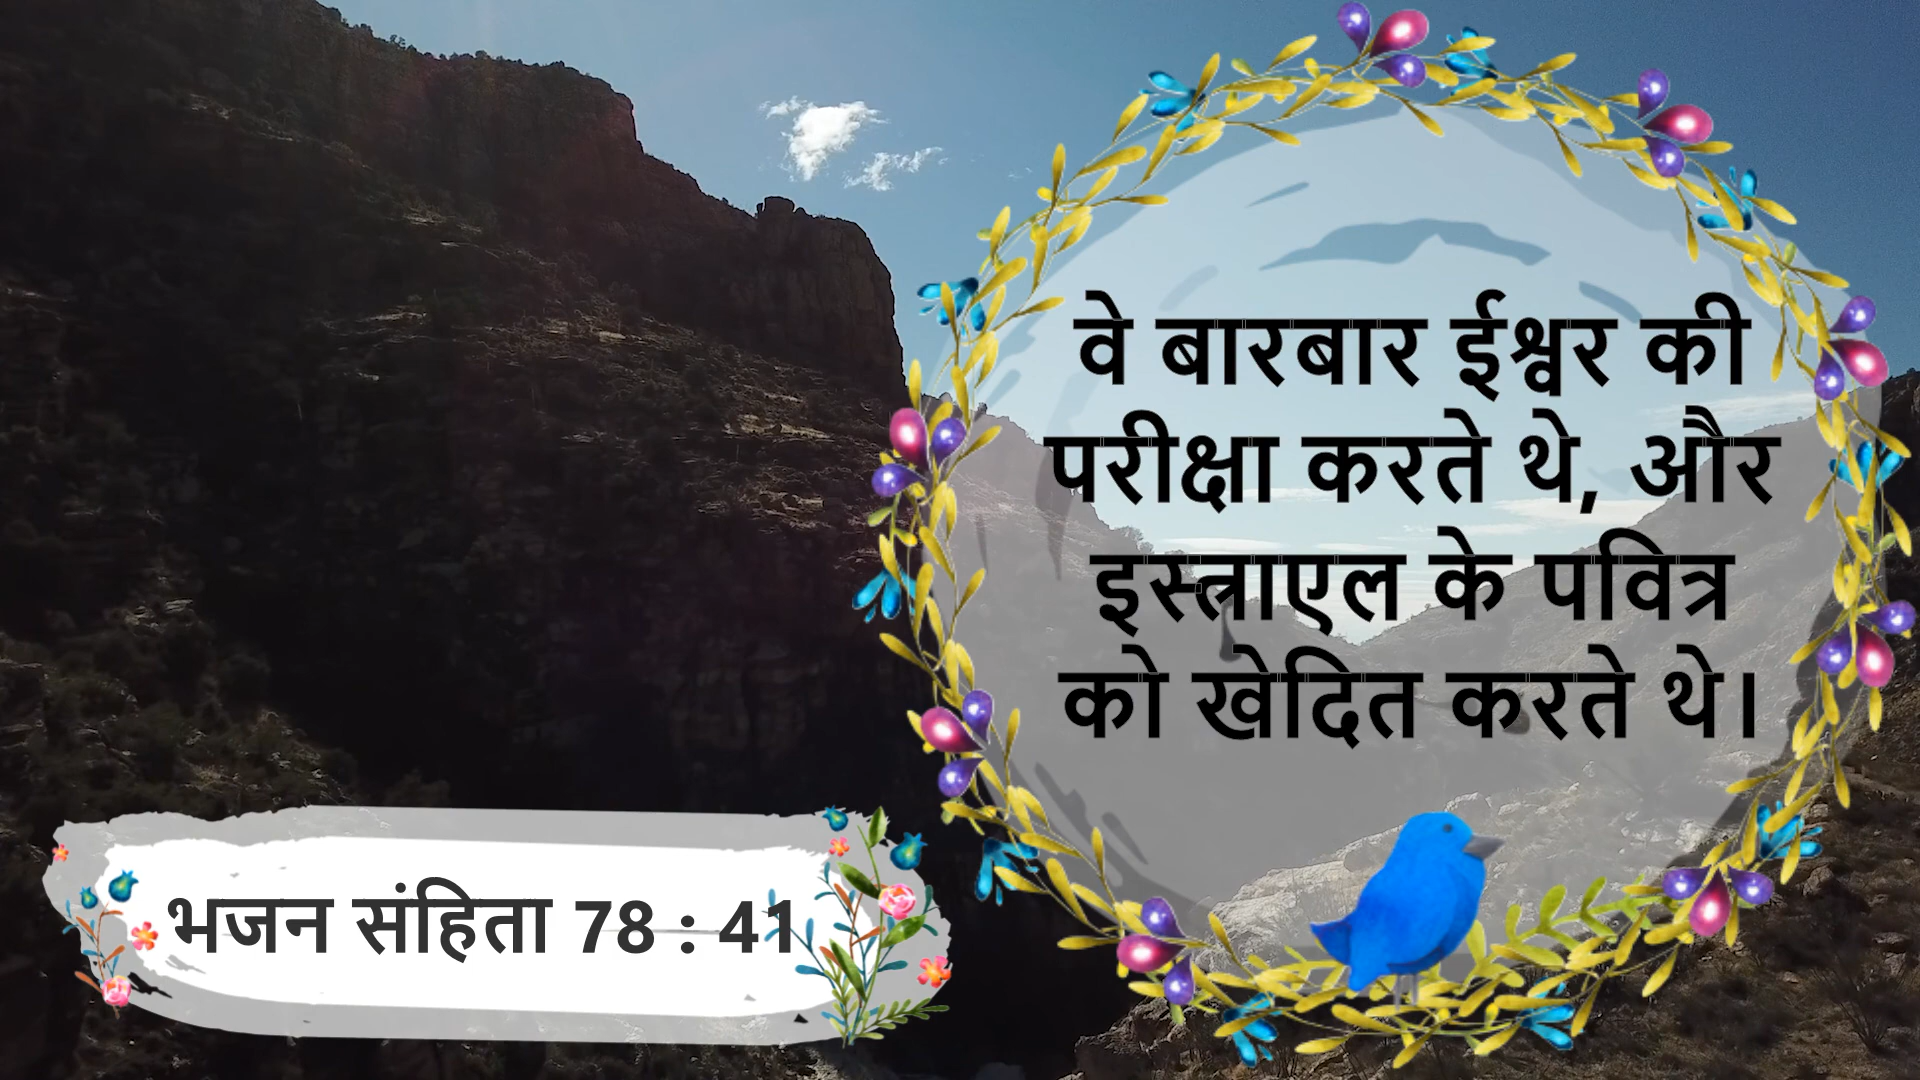 वे बारबार ईश्वर की
परीक्षा करते थे, और
इस्त्राएल के पवित्र
को खेदित करते थे।
भजन संहिता 78 : 41